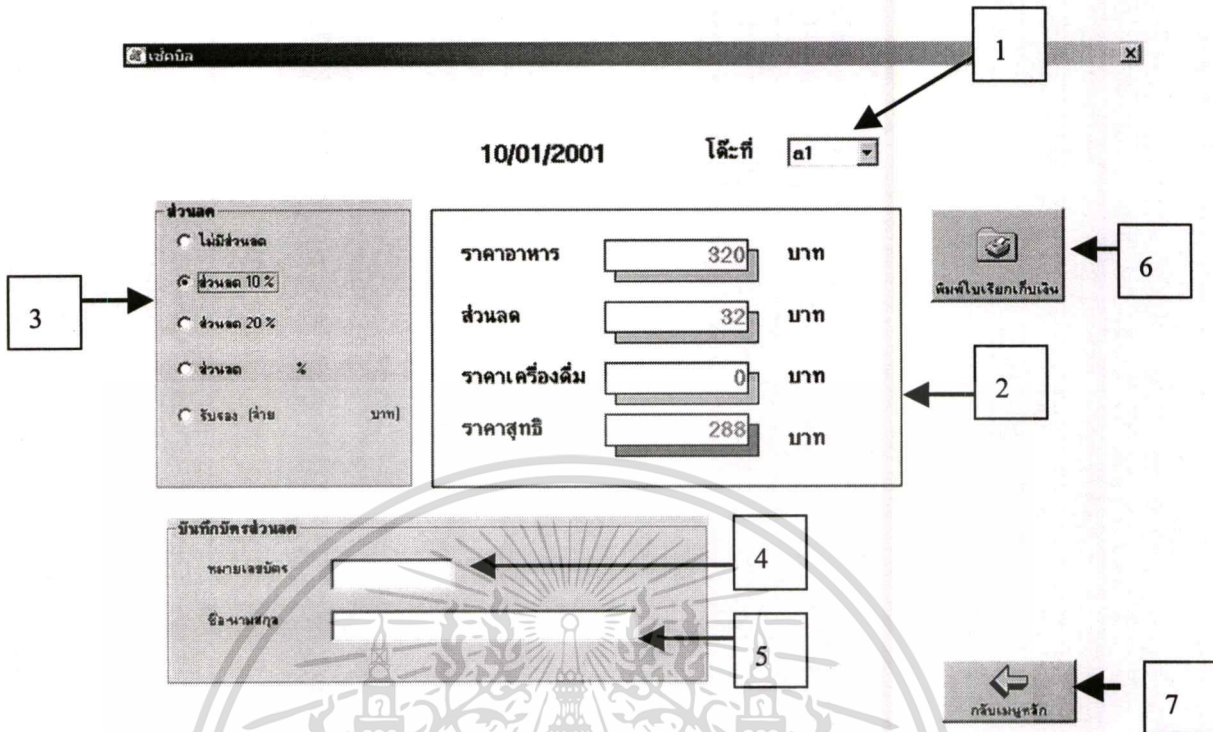 1
เช่คบิล
10/01/2001 โต๊ะที่ a1
ส่วนลด
ไม่มีส่วนลด
ส่วนลด 10 %
ส่วนลด 20 %
ส่วนลด %
รับรอง (จ่าย บาท)
3
ราคาอาหาร 320 บาท
ส่วนลด 32 บาท
ราคาเครื่องดื่ม 0 บาท
ราคาสุทธิ 288 บาท
2
พิมพ์ใบเรียกเก็บเงิน
6
บันทึกบัตรส่วนลด
หมายเลขบัตร
4
ชื่อ-นามสกุล
5
กลับเมนูหลัก
7